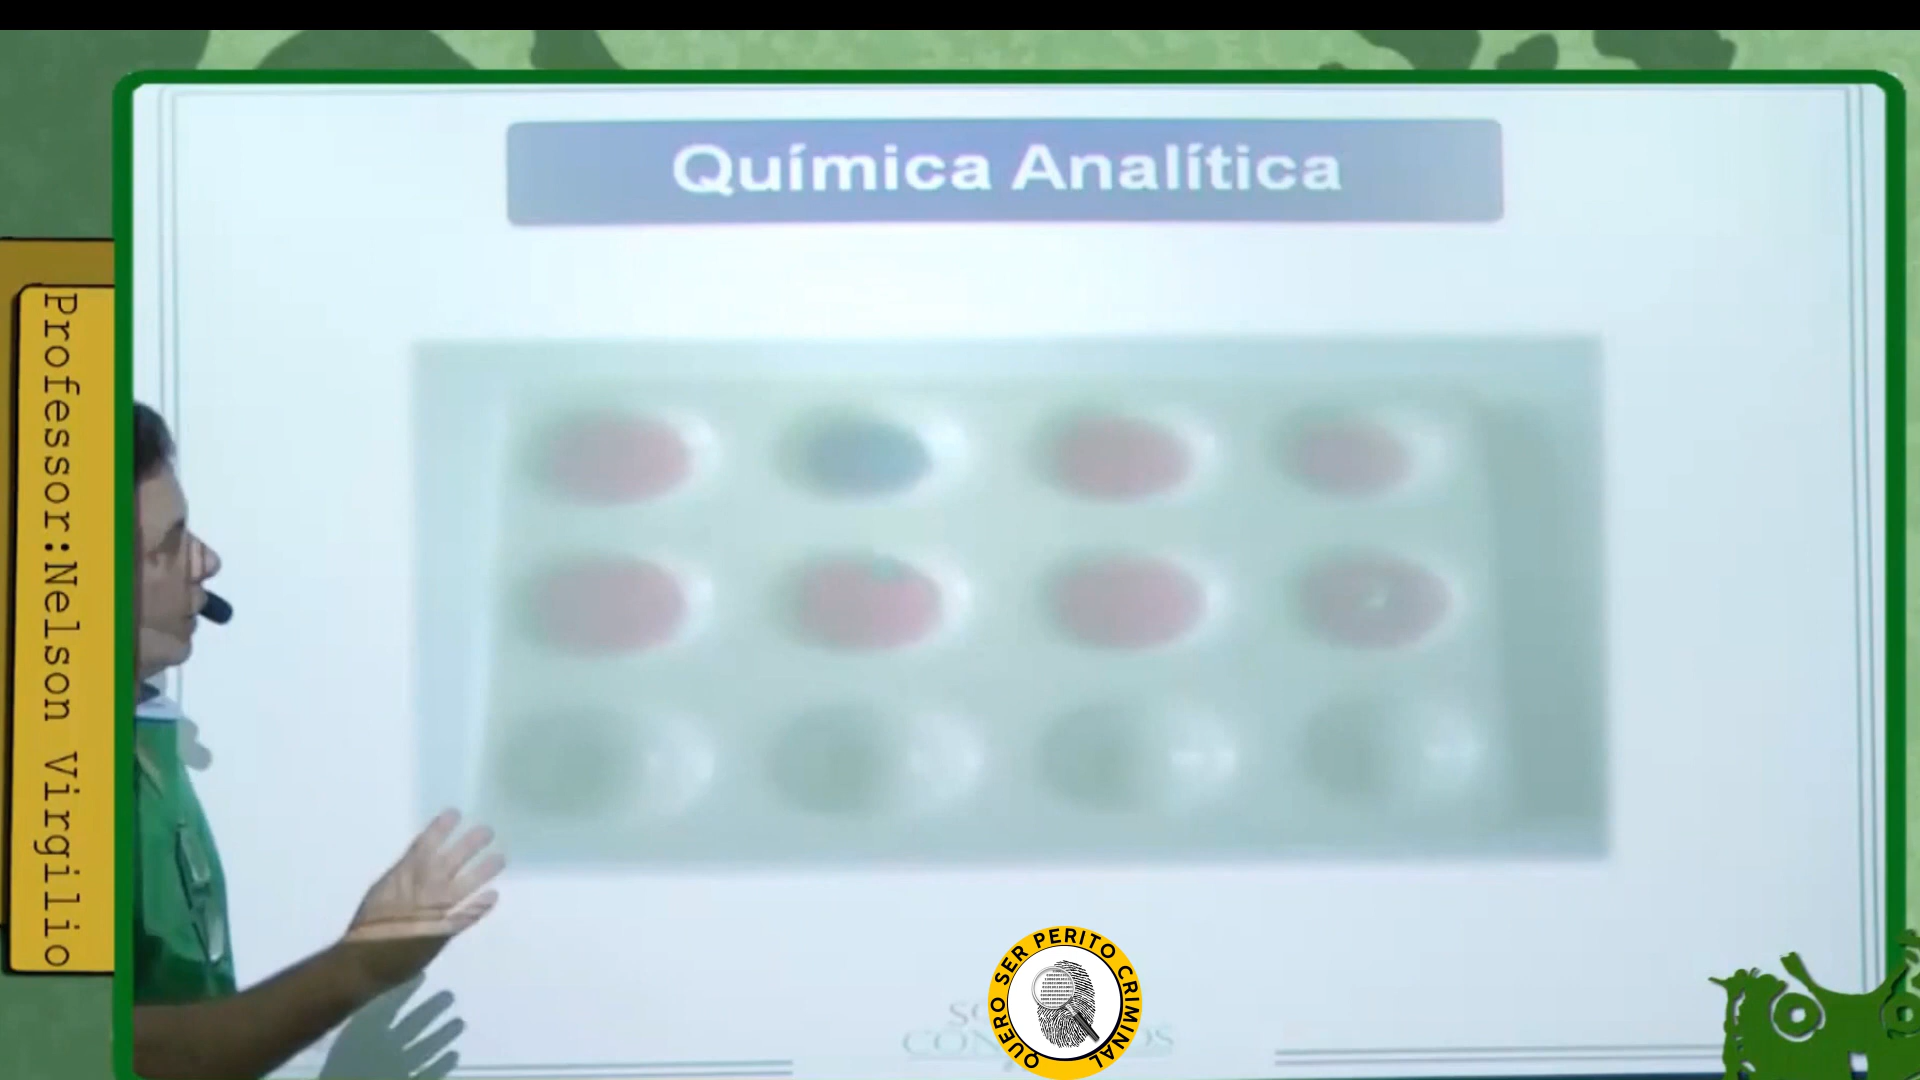 Química Analítica
Professor:Nelson Virgilio
QUERO SER PERITO CRIMINAL